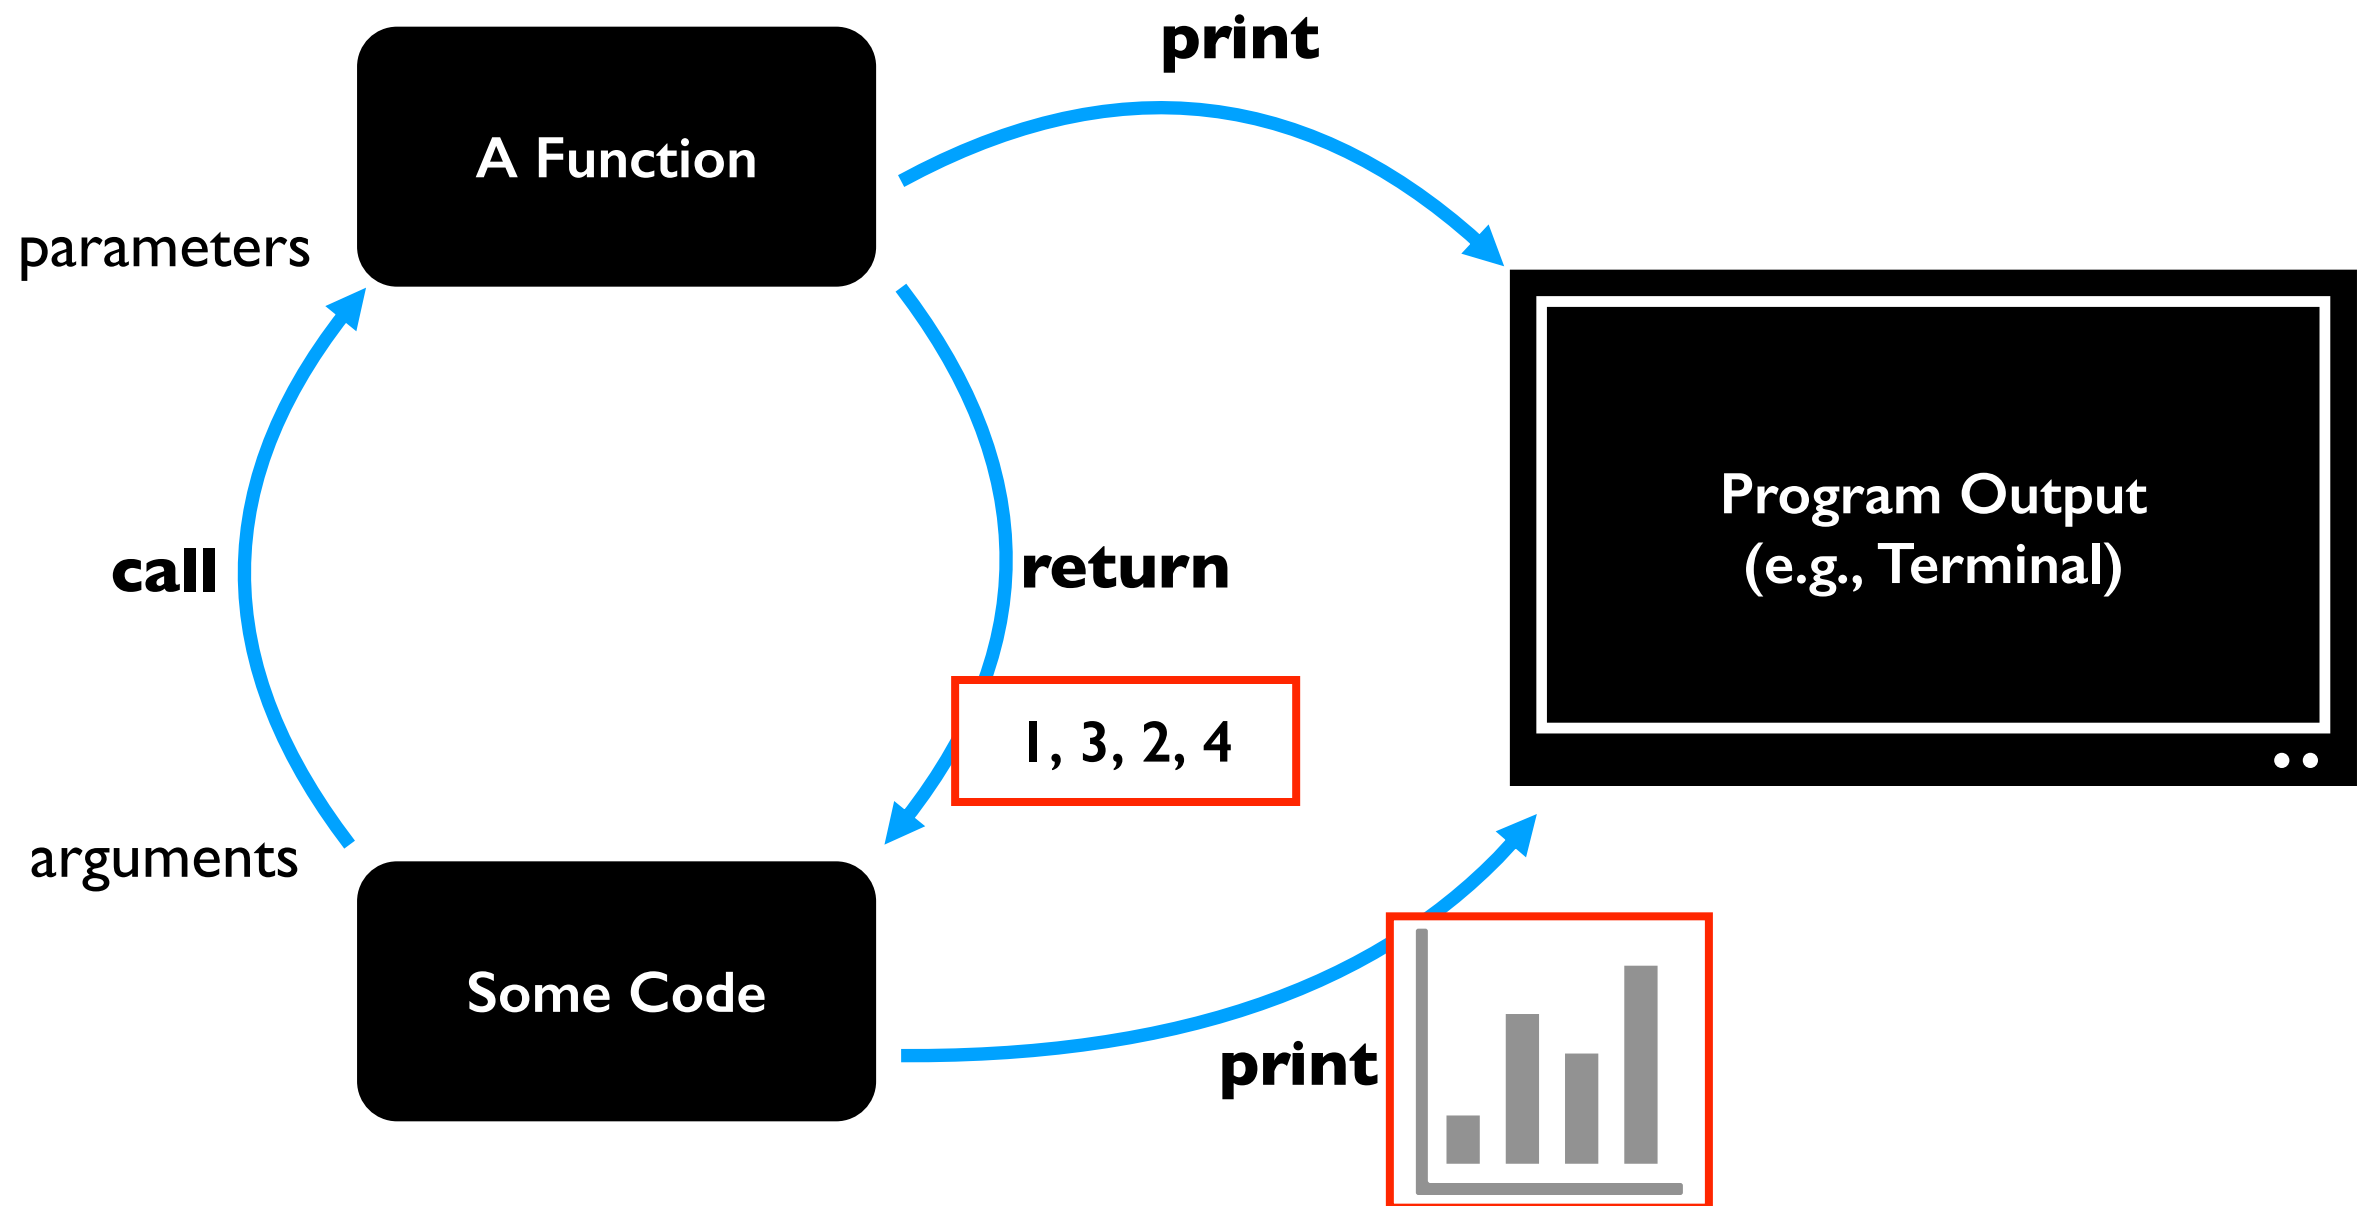 print
A Function
parameters
call
return
Program Output
(e.g., Terminal)
1, 3, 2, 4
arguments
Some Code
print